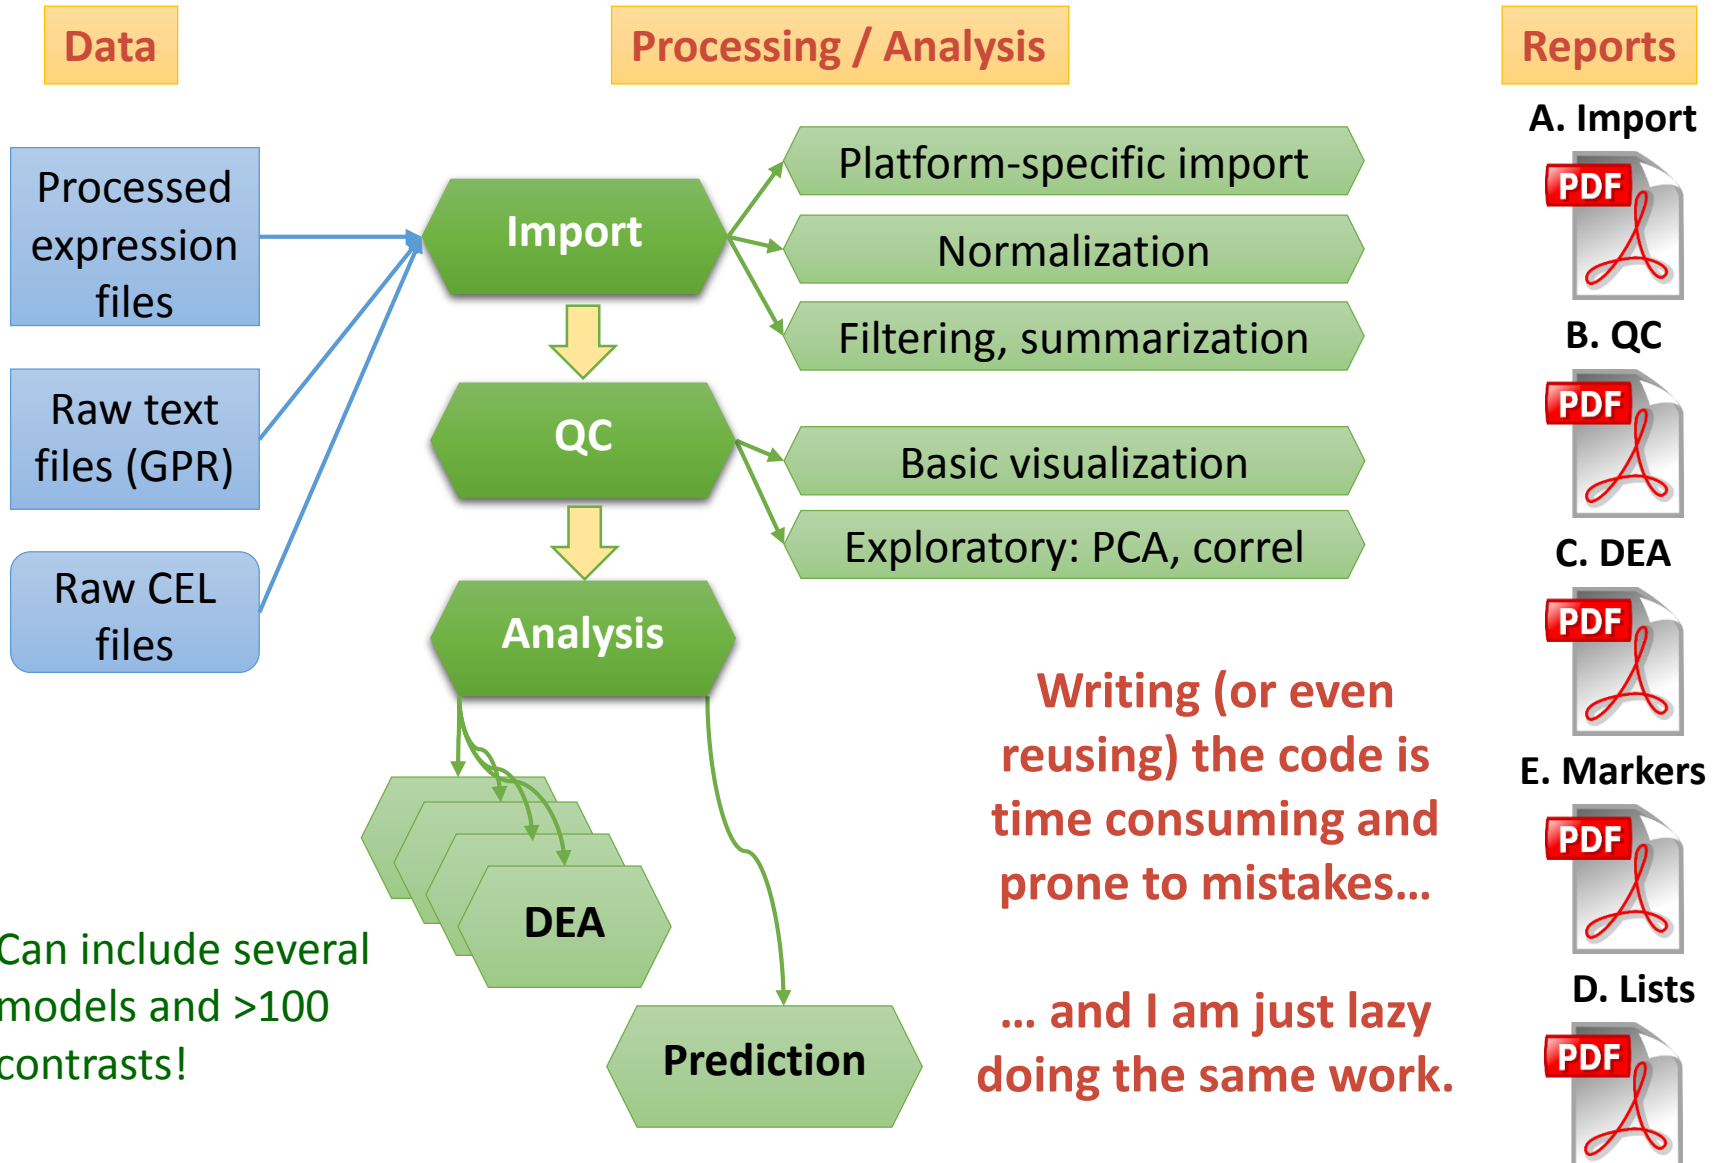 Data
Processing / Analysis
Reports
Processed
expression
files
Raw text
files (GPR)
Raw CEL
files
Import
QC
Analysis
Platform-specific import
Normalization
Filtering, summarization
Basic visualization
Exploratory: PCA, correl
DEA
Prediction
Can include several
models and >100
contrasts!
Writing (or even
reusing) the code is
time consuming and
prone to mistakes…
… and I am just lazy
doing the same work.
A. Import
PDF
B. QC
PDF
C. DEA
PDF
E. Markers
PDF
D. Lists
PDF